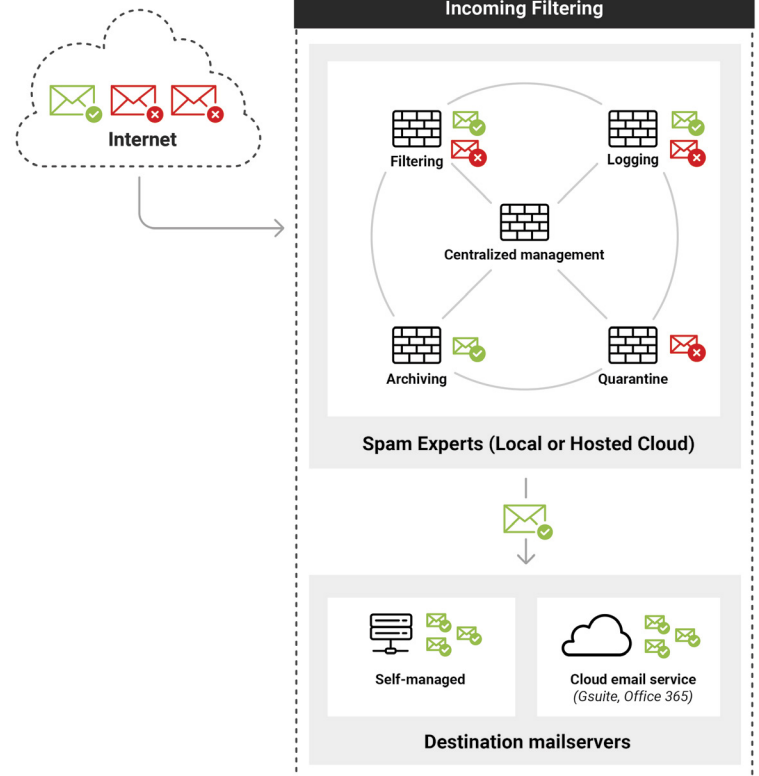 Incoming Filtering
Internet
Filtering
Logging
Centralized management
Archiving
Quarantine
Spam Experts (Local or Hosted Cloud)
Self-managed
Cloud email service
(Gsuite, Office 365)
Destination mailservers